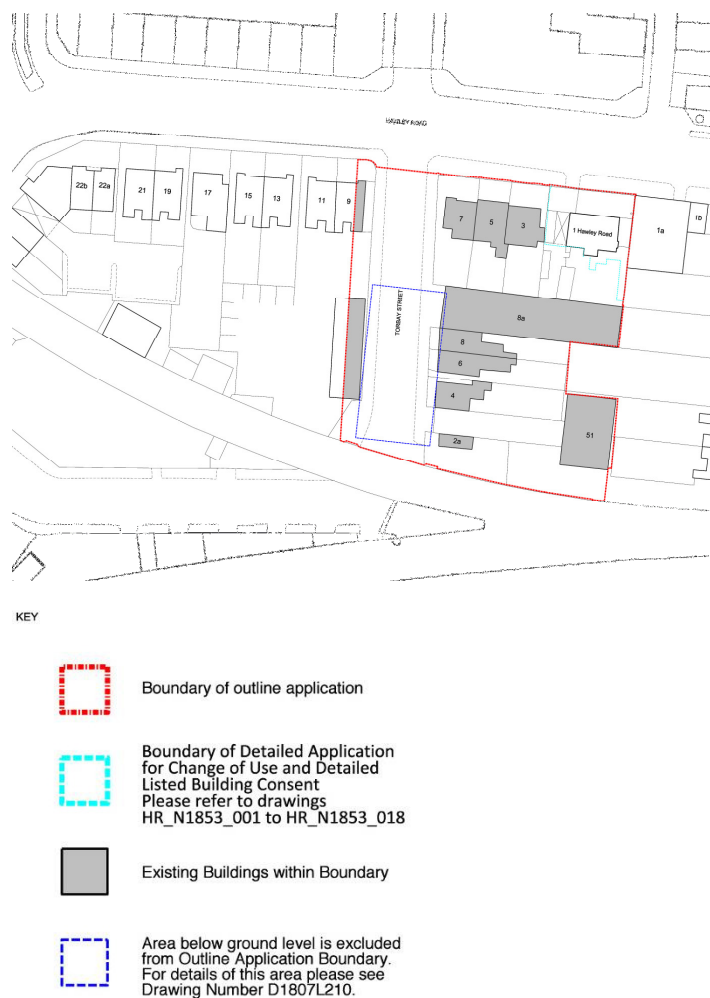 HAWLEY ROAD
22b
22a
21
19
17
15
13
11
9
7
5
3
1 Hawley Road
1a
1D
TORBAY STREET
8a
8
6
4
2a
51
KEY
Boundary of outline application
Boundary of Detailed Application
for Change of Use and Detailed
Listed Building Consent
Please refer to drawings
HR_N1853_001 to HR_N1853_018
Existing Buildings within Boundary
Area below ground level is excluded
from Outline Application Boundary.
For details of this area please see
Drawing Number D1807L210.